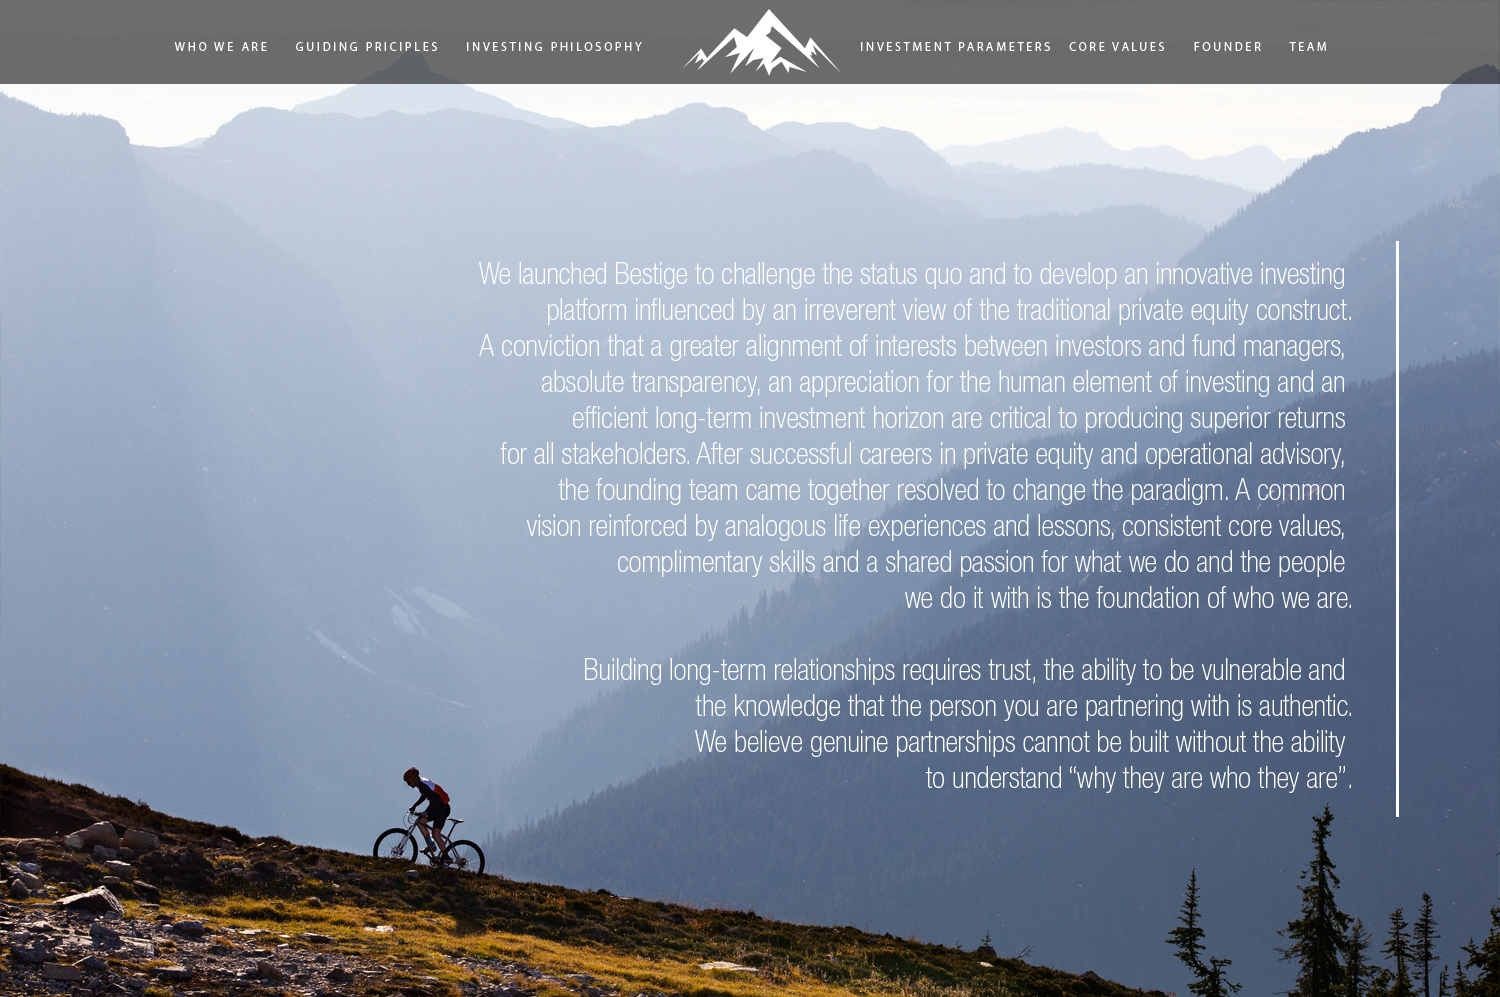 WHO WE ARE
GUIDING PRICIPLES
INVESTING PHILOSOPHY
INVESTMENT PARAMETERS
CORE VALUES
FOUNDER
TEAM
We launched Bestige to challenge the status quo and to develop an innovative investing
platform influenced by an irreverent view of the traditional private equity construct.
A conviction that a greater alignment of interests between investors and fund managers,
absolute transparency, an appreciation for the human element of investing and an
efficient long-term investment horizon are critical to producing superior returns
for all stakeholders. After successful careers in private equity and operational advisory,
the founding team came together resolved to change the paradigm. A common
vision reinforced by analogous life experiences and lessons, consistent core values,
complimentary skills and a shared passion for what we do and the people
we do it with is the foundation of who we are.
Building long-term relationships requires trust, the ability to be vulnerable and
the knowledge that the person you are partnering with is authentic.
We believe genuine partnerships cannot be built without the ability
to understand “why they are who they are”.